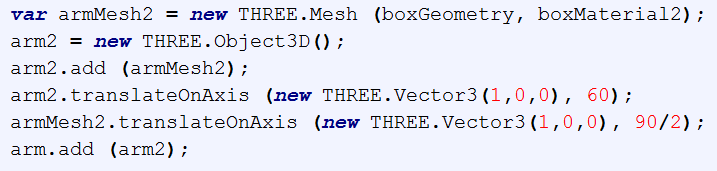 var armMesh2 = new THREE.Mesh (boxGeometry, boxMaterial2);
arm2 = new THREE.Object3D();
arm2.add (armMesh2);
arm2.translateOnAxis (new THREE.Vector3(1,0,0), 60);
armMesh2.translateOnAxis (new THREE.Vector3(1,0,0), 90/2);
arm.add (arm2);